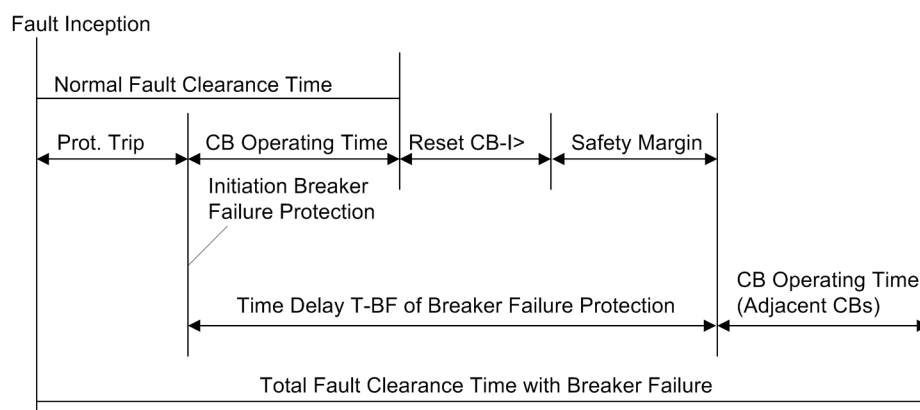 Fault Inception
Normal Fault Clearance Time
Prot. Trip
CB Operating Time
Reset CB-I>
Safety Margin
Initiation Breaker
Failure Protection
Time Delay T-BF of Breaker Failure Protection
CB Operating Time
(Adjacent CBs)
Total Fault Clearance Time with Breaker Failure